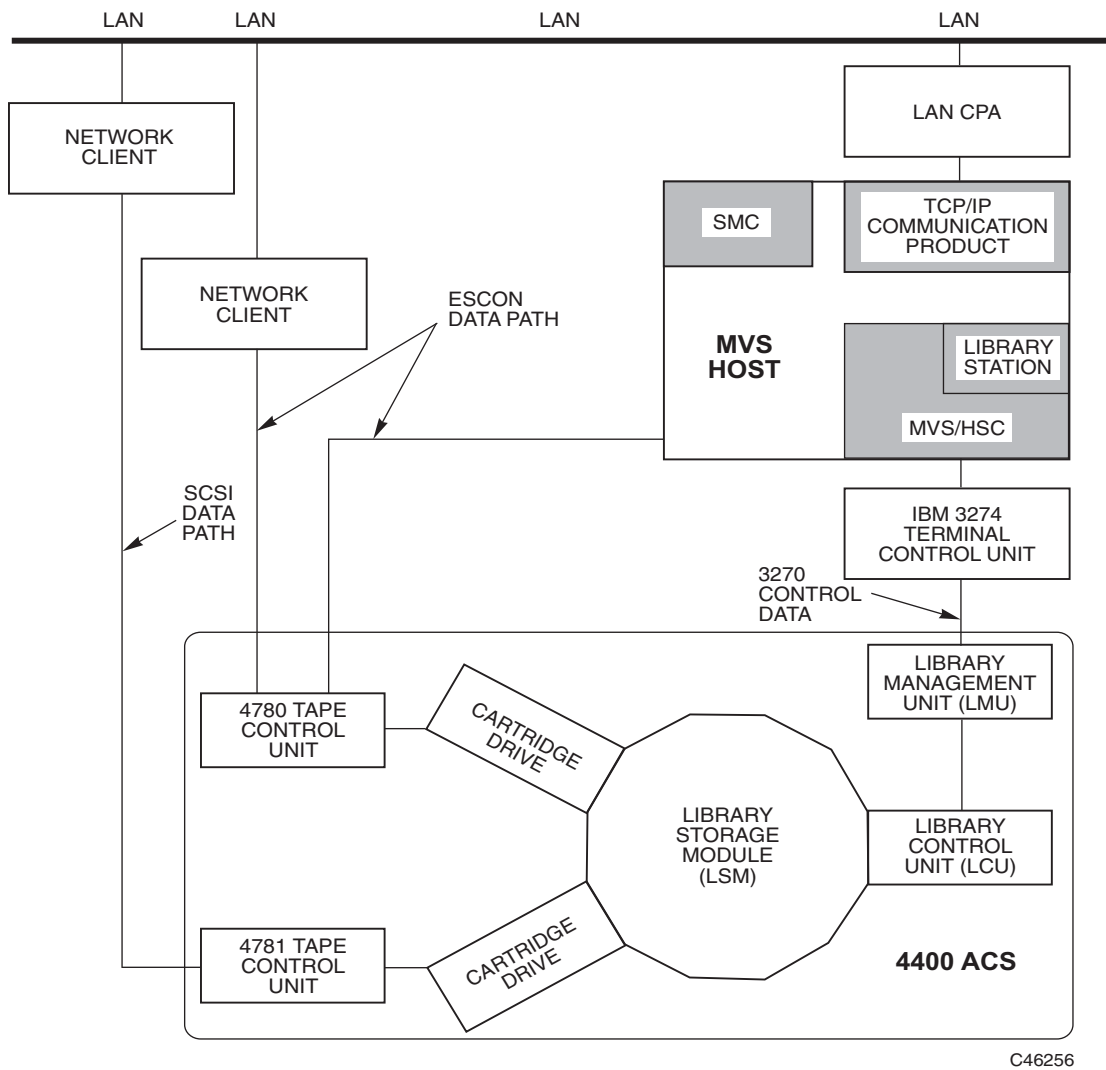 LAN
LAN
LAN
LAN
NETWORK
CLIENT
LAN CPA
SMC
TCP/IP
COMMUNICATION
PRODUCT
NETWORK
CLIENT
ESCON
DATA PATH
MVS
HOST
LIBRARY
STATION
MVS/HSC
SCSI
DATA
PATH
IBM 3274
TERMINAL
CONTROL UNIT
3270
CONTROL
DATA
LIBRARY
MANAGEMENT
UNIT (LMU)
4780 TAPE
CONTROL
UNIT
CARTRIDGE
DRIVE
LIBRARY
STORAGE
MODULE
(LSM)
LIBRARY
CONTROL
UNIT (LCU)
4781 TAPE
CONTROL
UNIT
CARTRIDGE
DRIVE
4400 ACS
C46256